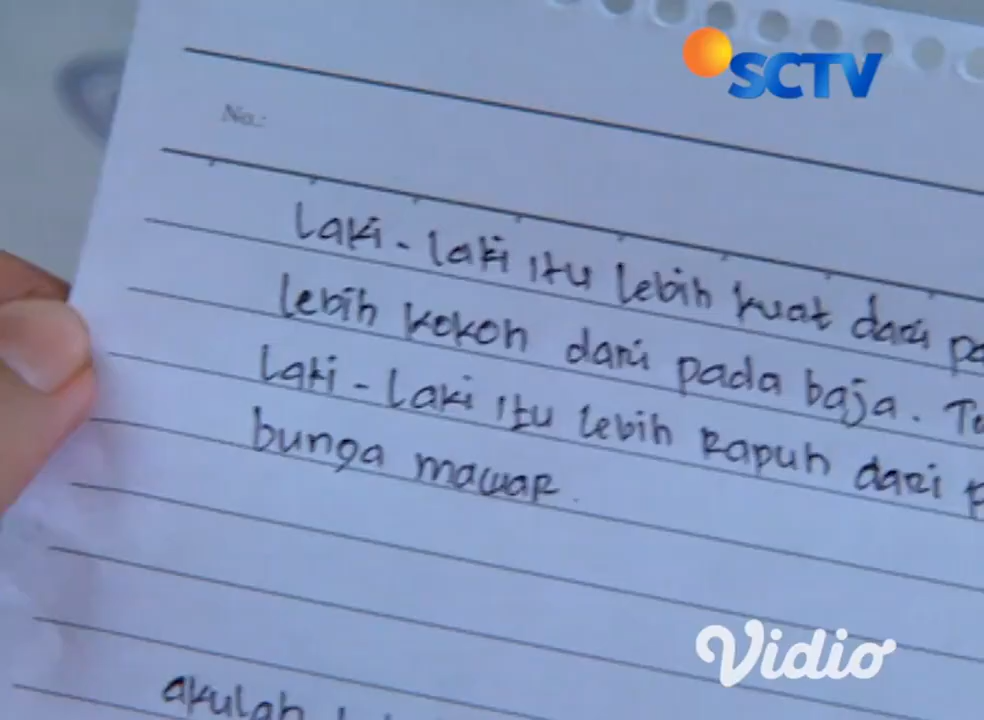 SCTV
No.:
Laki-laki itu lebih kuat dari
lebih kokoh dari pada baja.
Laki-Laki itu lebih Rapuh dari
bunga mawar.
akulah
Vidio